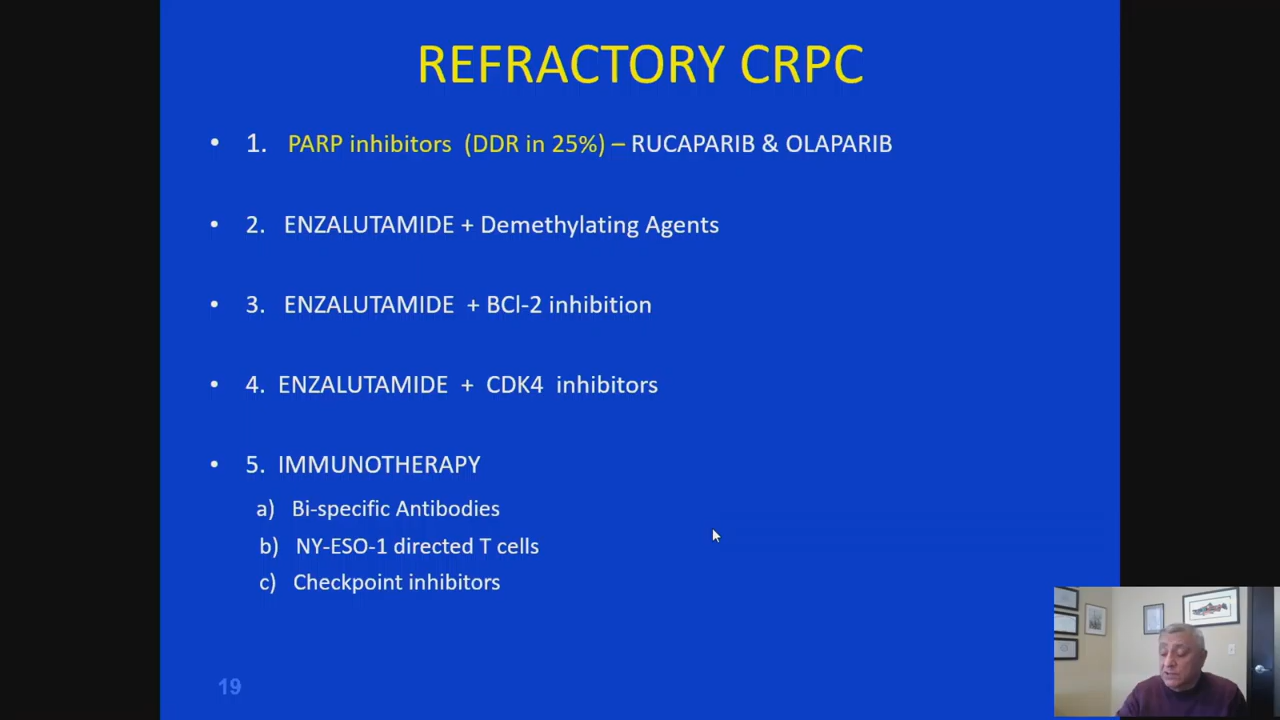 REFRACTORY CRPC
• 1. PARP inhibitors (DDR in 25%) – RUCAPARIB & OLAPARIB
• 2. ENZALUTAMIDE + Demethylating Agents
• 3. ENZALUTAMIDE + BCl-2 inhibition
• 4. ENZALUTAMIDE + CDK4 inhibitors
• 5. IMMUNOTHERAPY
a) Bi-specific Antibodies
b) NY-ESO-1 directed T cells
c) Checkpoint inhibitors
19